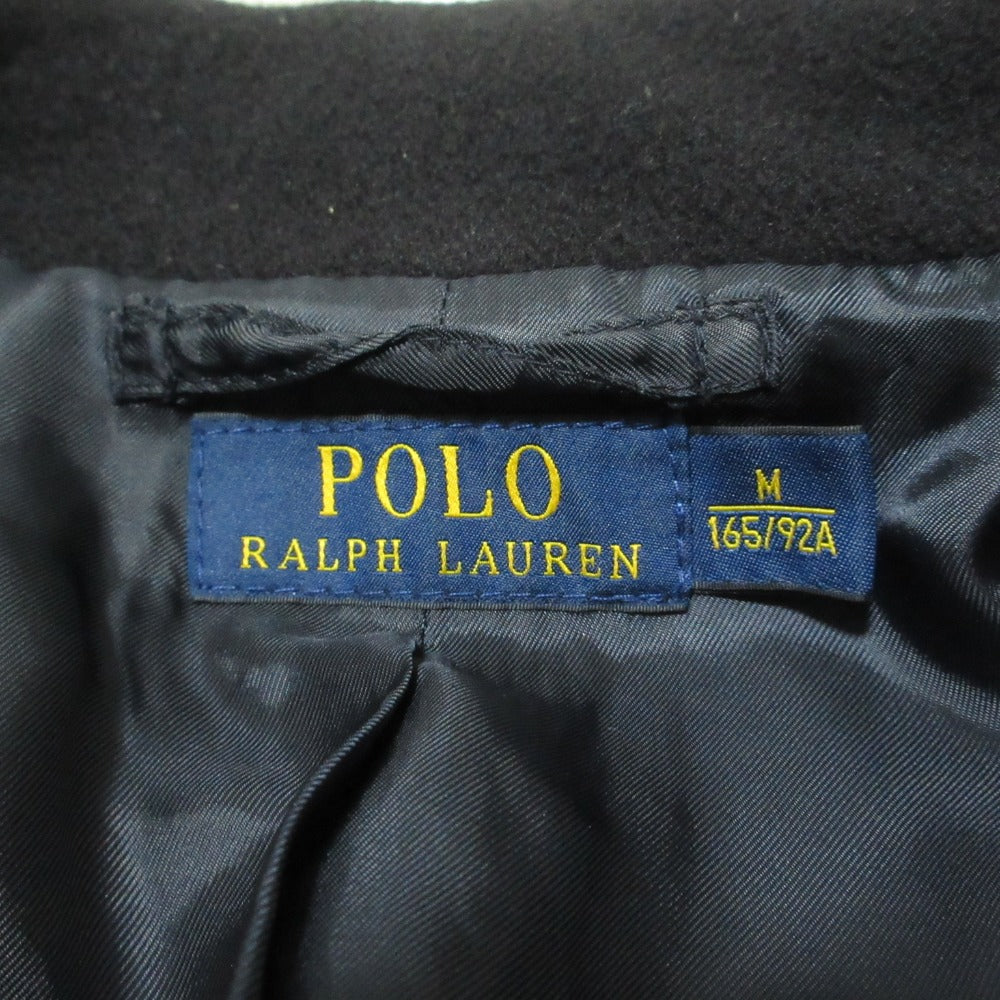 POLO
RALPH LAUREN
M
165/92A